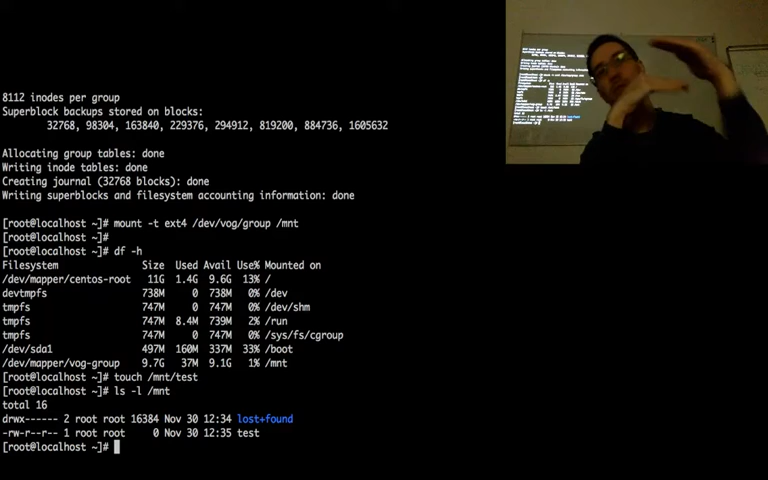 8112 inodes per group
Superblock backups stored on blocks:
32768, 98304, 163840, 229376, 294912, 819200, 884736, 1605632
Allocating group tables: done
Writing inode tables: done
Creating journal (32768 blocks): done
Writing superblocks and filesystem accounting information: done
[root@localhost ~]# mount -t ext4 /dev/vog/group /mnt
[root@localhost ~]#
[root@localhost ~]# df -h
Filesystem Size Used Avail Use% Mounted on
/dev/mapper/centos-root 11G 1.4G 9.6G 13% /
devtmpfs 738M 0 738M 0% /dev
tmpfs 747M 0 747M 0% /dev/shm
tmpfs 747M 8.4M 739M 2% /run
tmpfs 747M 0 747M 0% /sys/fs/cgroup
/dev/sda1 497M 160M 337M 33% /boot
/dev/mapper/vog-group 9.7G 37M 9.1G 1% /mnt
[root@localhost ~]# touch /mnt/test
[root@localhost ~]# ls -l /mnt
total 16
drwx------ 2 root root 16384 Nov 30 12:34 lost+found
-rw-r--r-- 1 root root 0 Nov 30 12:35 test
[root@localhost ~]#